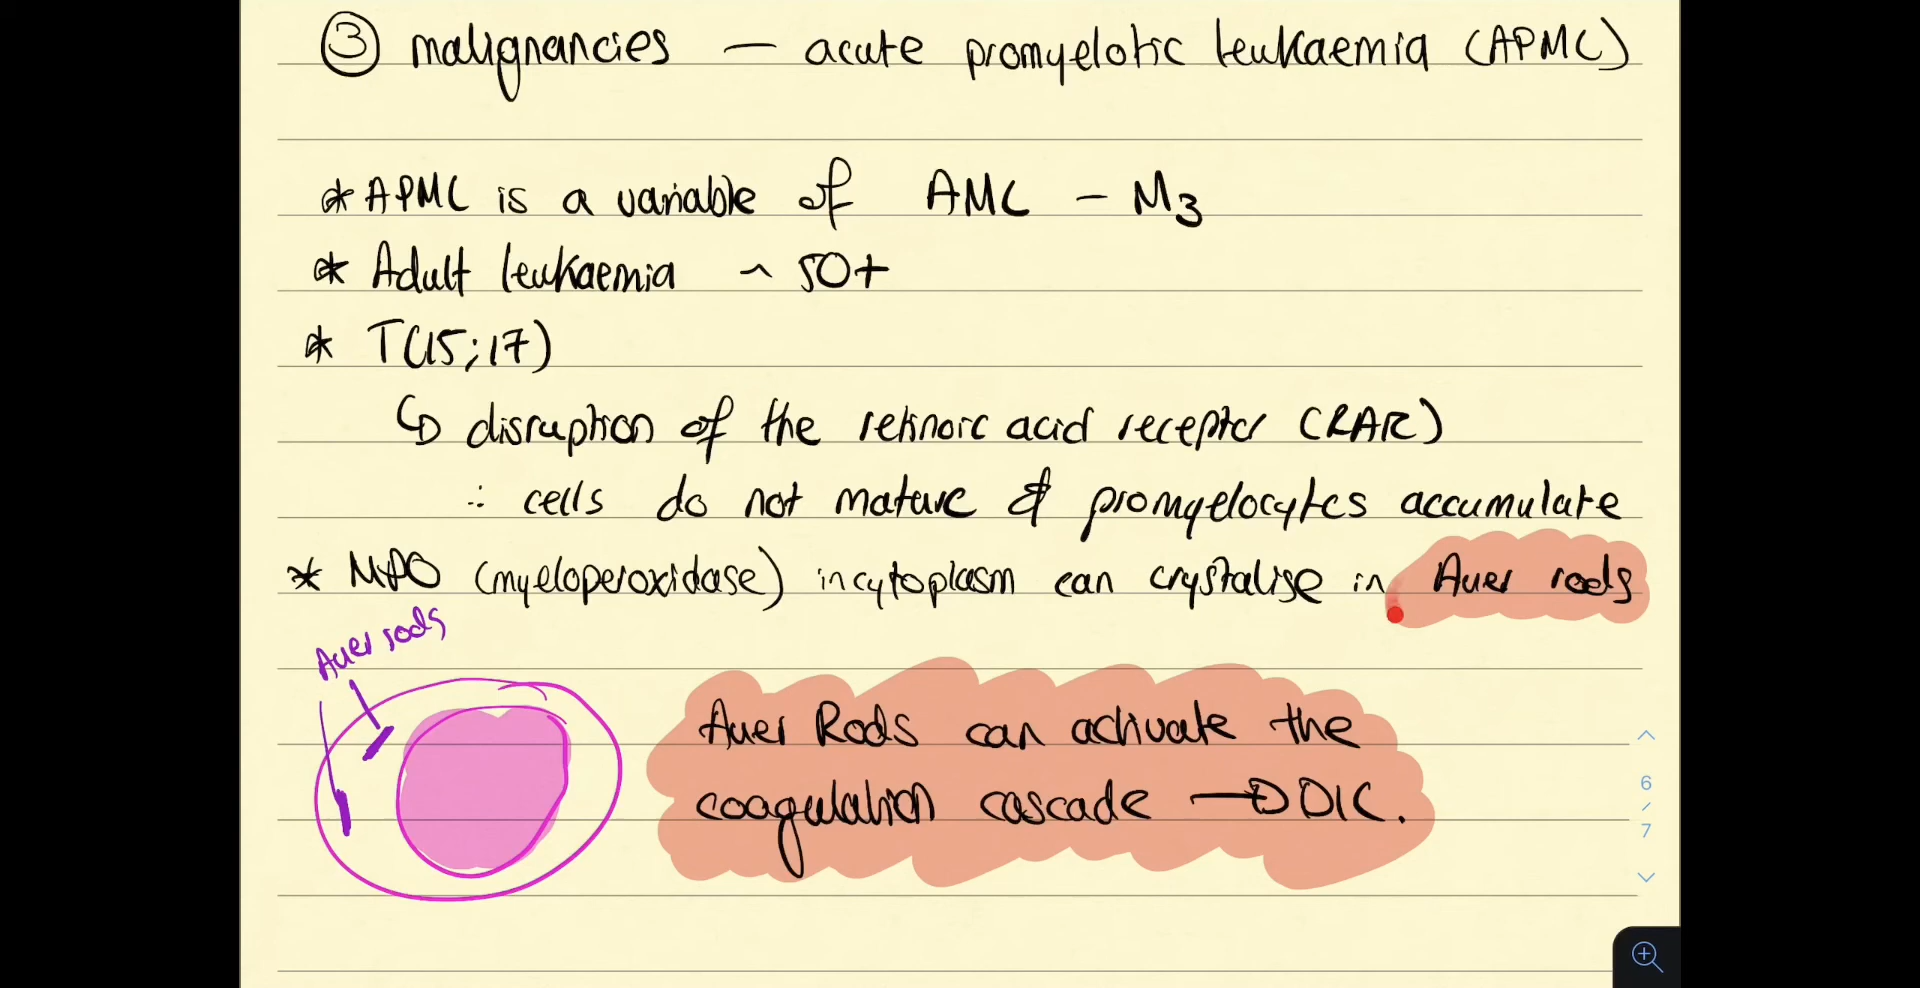 ③ malignancies — acute promyelotic leukaemia (APML)
* APML is a variable of AML - M3
* Adult leukaemia ~ 50+
* T(15;17)
↳ disruption of the retinoic acid receptor (RAR)
∴ cells do not mature & promyelocytes accumulate
* MPO (myeloperoxidase) in cytoplasm can crystalise in Auer rods
Auer rods
Auer Rods can activate the
coagulation cascade → DIC.
6
/
7